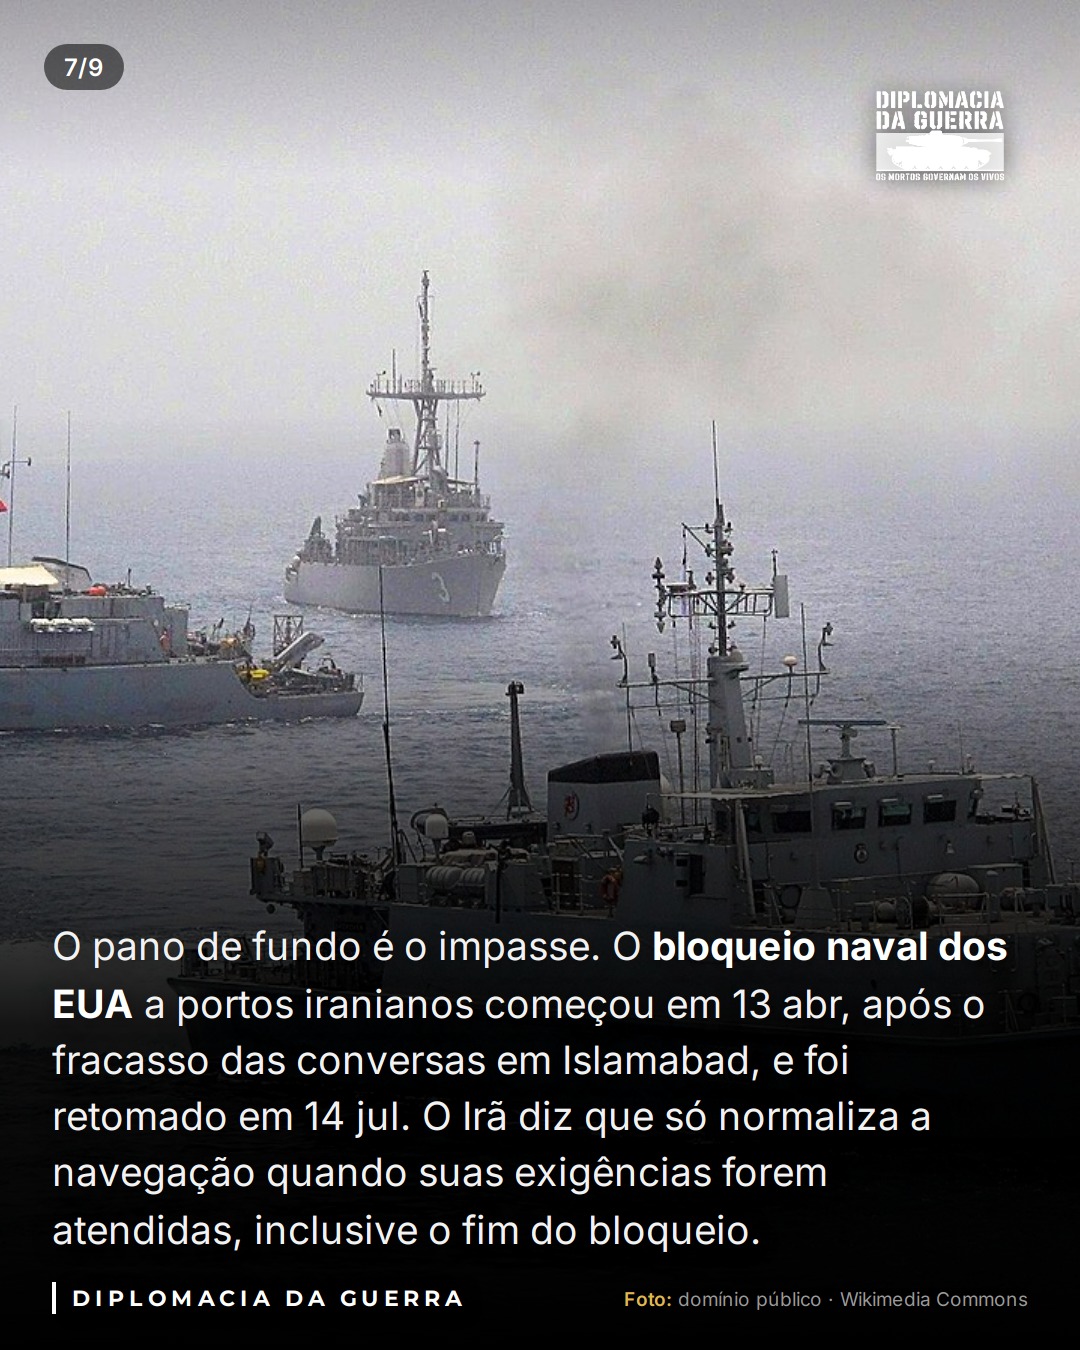 7/9
DIPLOMACIA
DA GUERRA
OS MORTOS GOVERNAM OS VIVOS
3
O pano de fundo é o impasse. O bloqueio naval dos
EUA a portos iranianos começou em 13 abr, após o
fracasso das conversas em Islamabad, e foi
retomado em 14 jul. O Irã diz que só normaliza a
navegação quando suas exigências forem
atendidas, inclusive o fim do bloqueio.
DIPLOMACIA DA GUERRA
Foto: domínio público · Wikimedia Commons